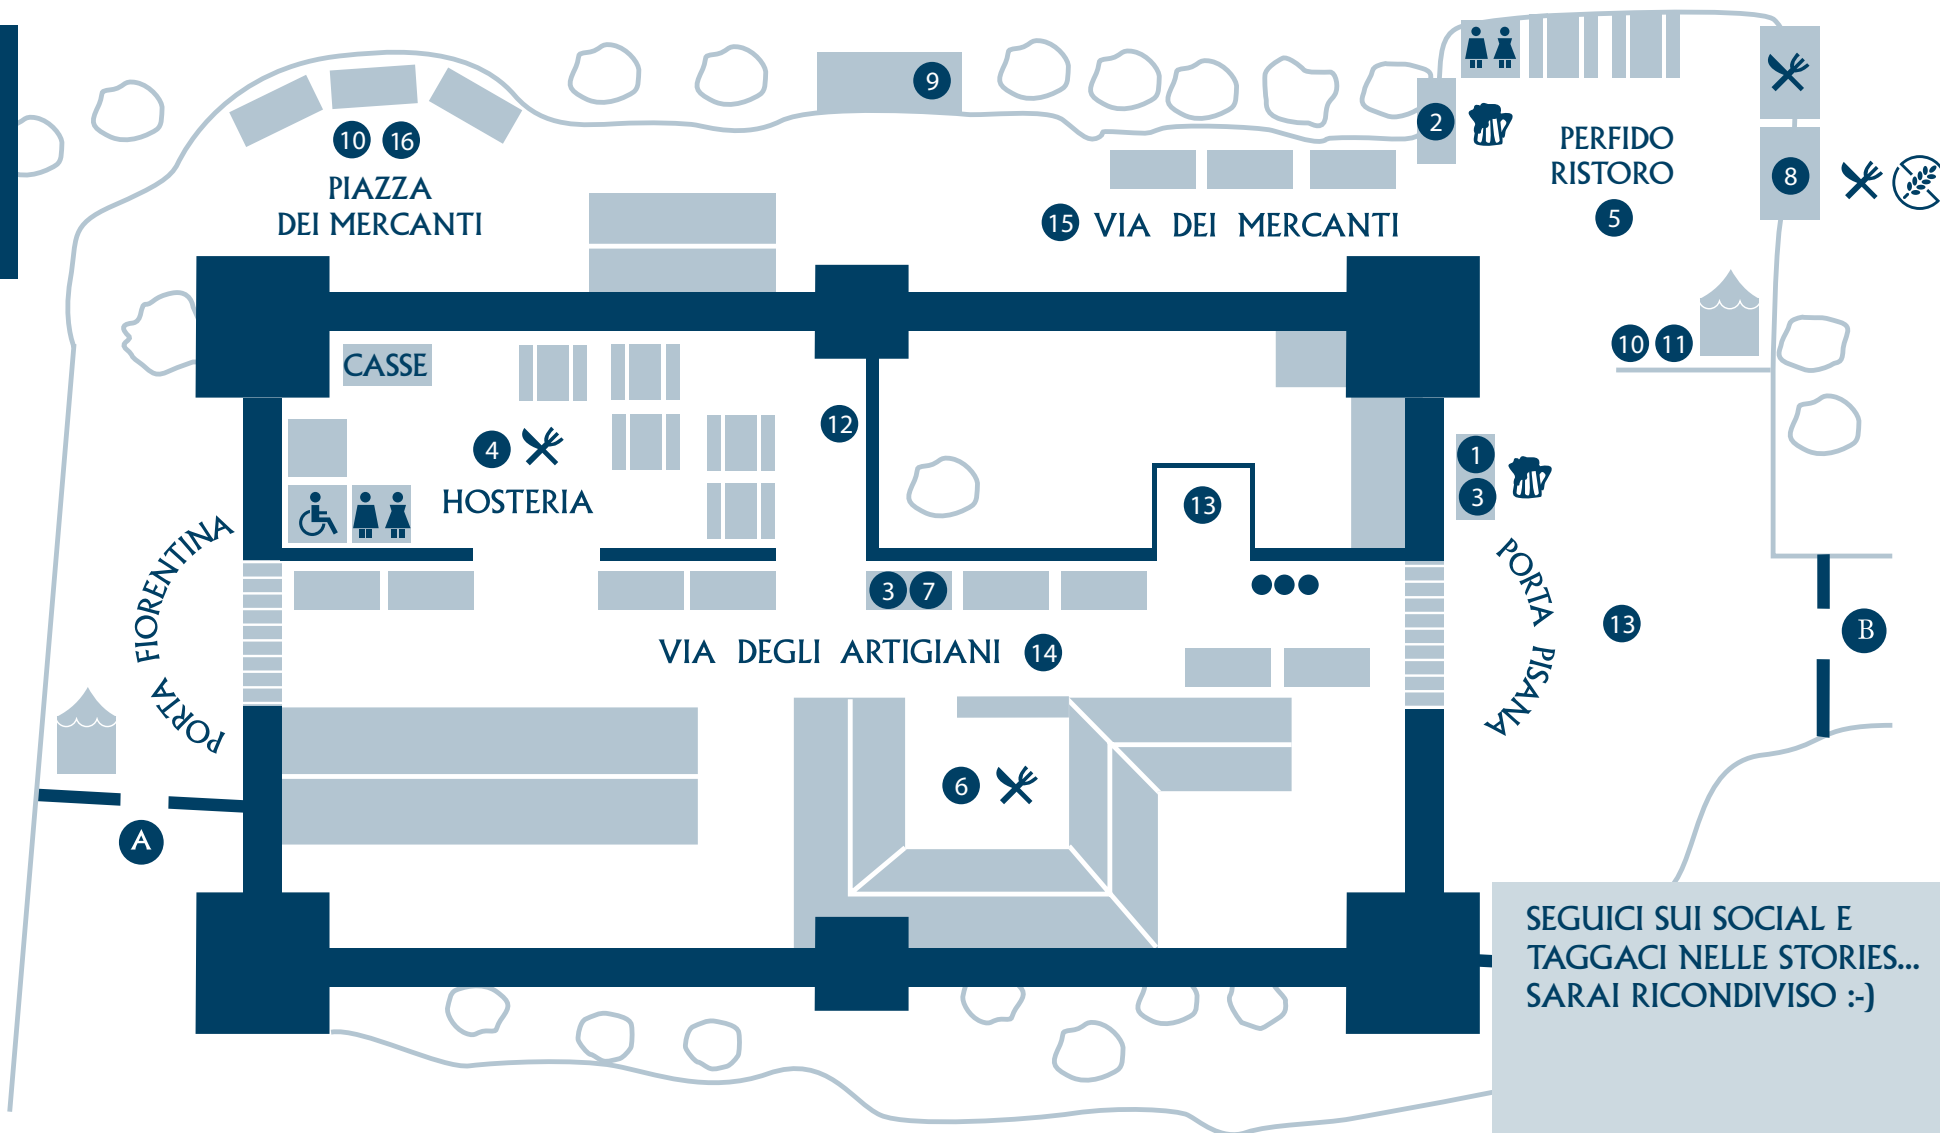 9
2
10 16
PIAZZA
DEI MERCANTI
PERFIDO
RISTORO
5
8
15 VIA DEI MERCANTI
10 11
CASSE
12
4
HOSTERIA
13
1
3
PORTA FIORENTINA
3 7
PORTA PISANA
13
B
VIA DEGLI ARTIGIANI 14
6
A
SEGUICI SUI SOCIAL E
TAGGACI NELLE STORIES...
SARAI RICONDIVISO :-)